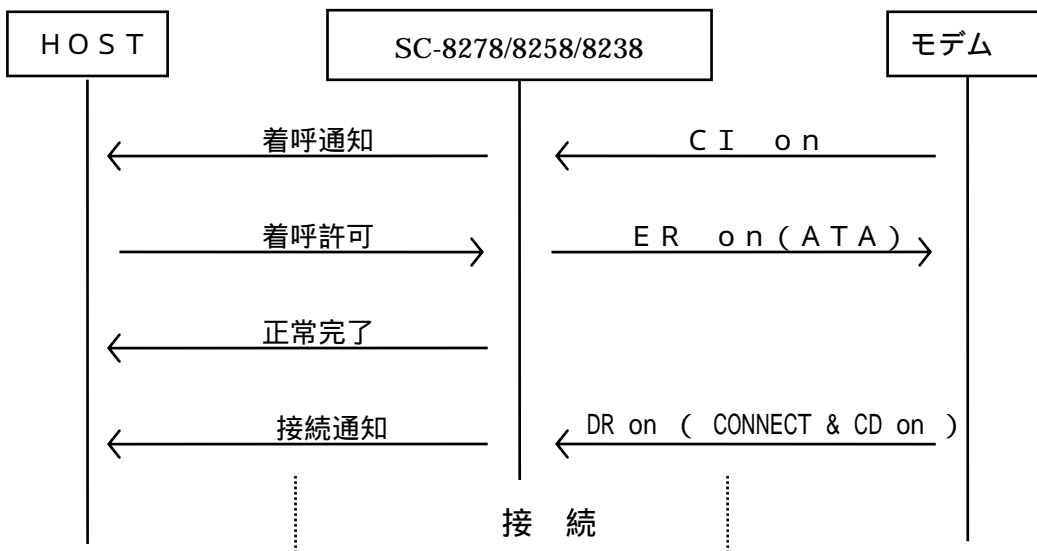 ＨＯＳＴ
SC-8278/8258/8238
モデム
着呼通知
ＣＩ　ｏｎ
着呼許可
ＥＲ　ｏｎ(ＡＴＡ)
正常完了
接続通知
DR on ( CONNECT & CD on )
接　続